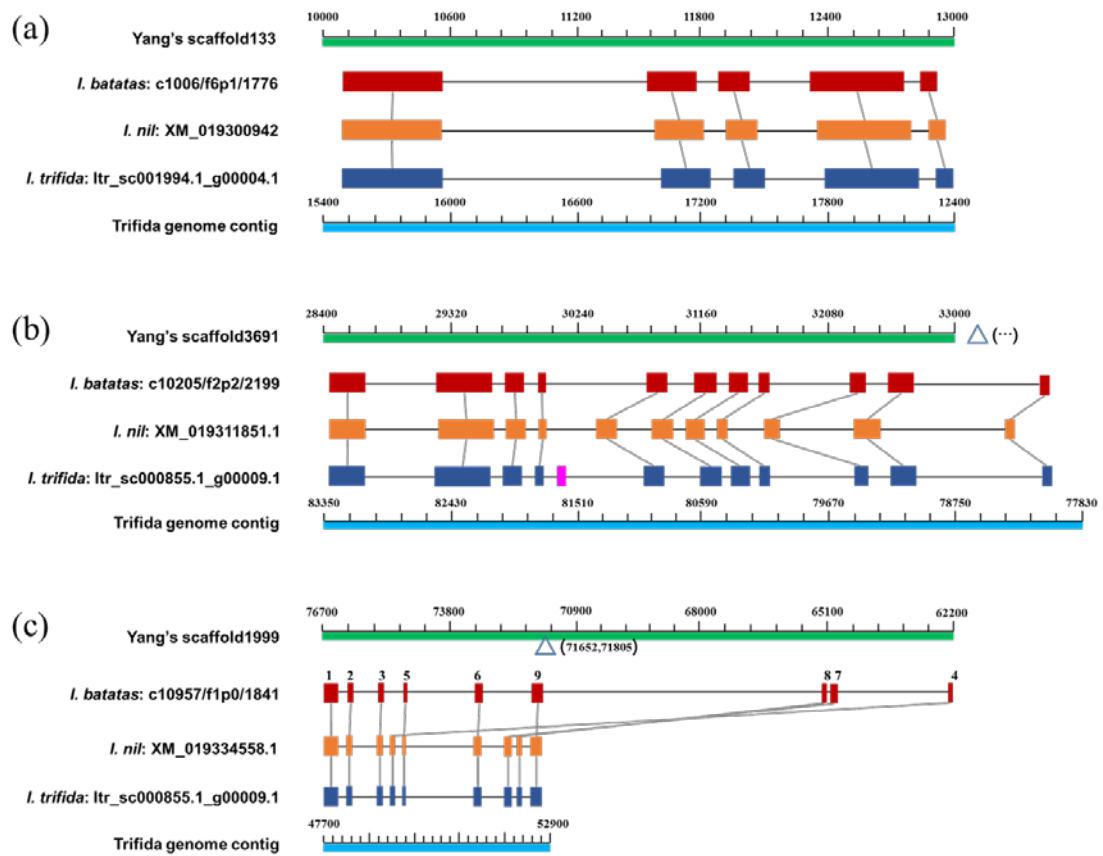 (a)
10000 10600 11200 11800 12400 13000
Yang's scaffold133
I. batatas: c1006/f6p1/1776
I. nil: XM_019300942
I. trifida: ltr_sc001994.1_g00004.1
15400 16000 16600 17200 17800 12400
Trifida genome contig
(b)
28400 29320 30240 31160 32080 33000
Yang's scaffold3691 (···)
I. batatas: c10205/f2p2/2199
I. nil: XM_019311851.1
I. trifida: ltr_sc000855.1_g00009.1
83350 82430 81510 80590 79670 78750 77830
Trifida genome contig
(c)
76700 73800 70900 68000 65100 62200
Yang's scaffold1999
(71652,71805)
1 2 3 5 6 9 8 7 4
I. batatas: c10957/f1p0/1841
I. nil: XM_019334558.1
I. trifida: ltr_sc000855.1_g00009.1
47700 52900
Trifida genome contig